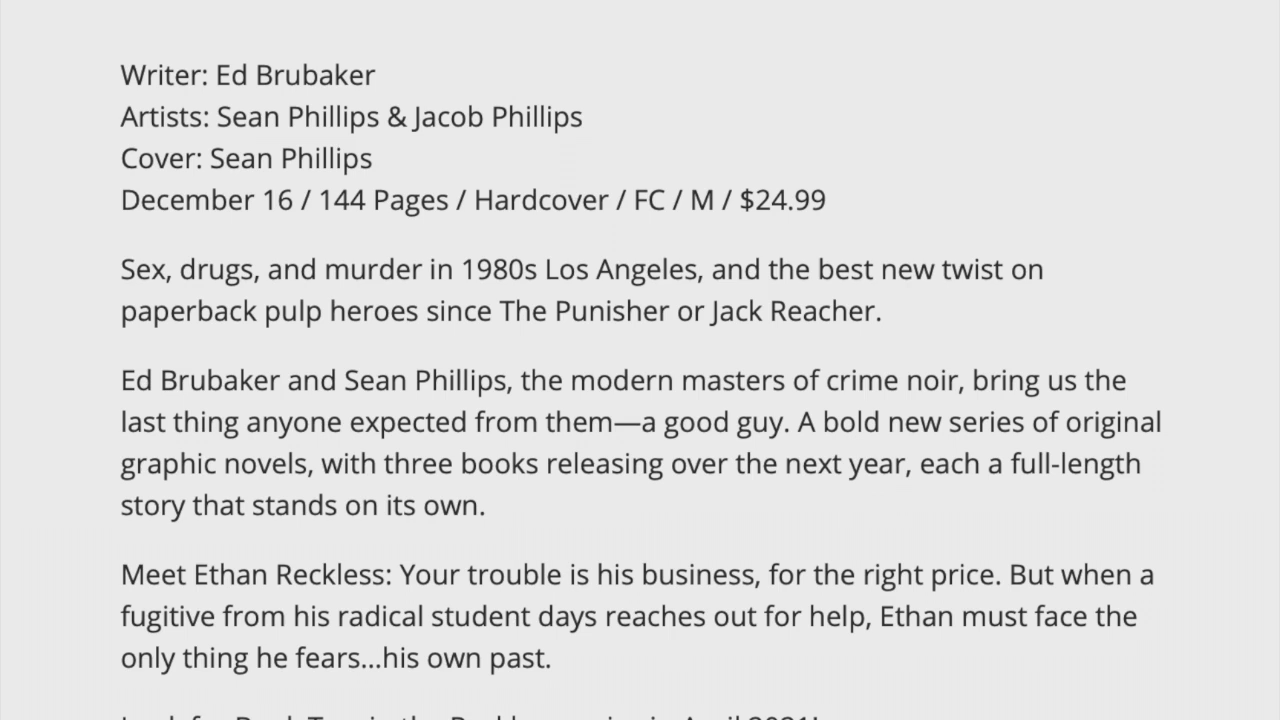 Writer: Ed Brubaker
Artists: Sean Phillips & Jacob Phillips
Cover: Sean Phillips
December 16 / 144 Pages / Hardcover / FC / M / $24.99
Sex, drugs, and murder in 1980s Los Angeles, and the best new twist on
paperback pulp heroes since The Punisher or Jack Reacher.
Ed Brubaker and Sean Phillips, the modern masters of crime noir, bring us the
last thing anyone expected from them—a good guy. A bold new series of original
graphic novels, with three books releasing over the next year, each a full-length
story that stands on its own.
Meet Ethan Reckless: Your trouble is his business, for the right price. But when a
fugitive from his radical student days reaches out for help, Ethan must face the
only thing he fears...his own past.